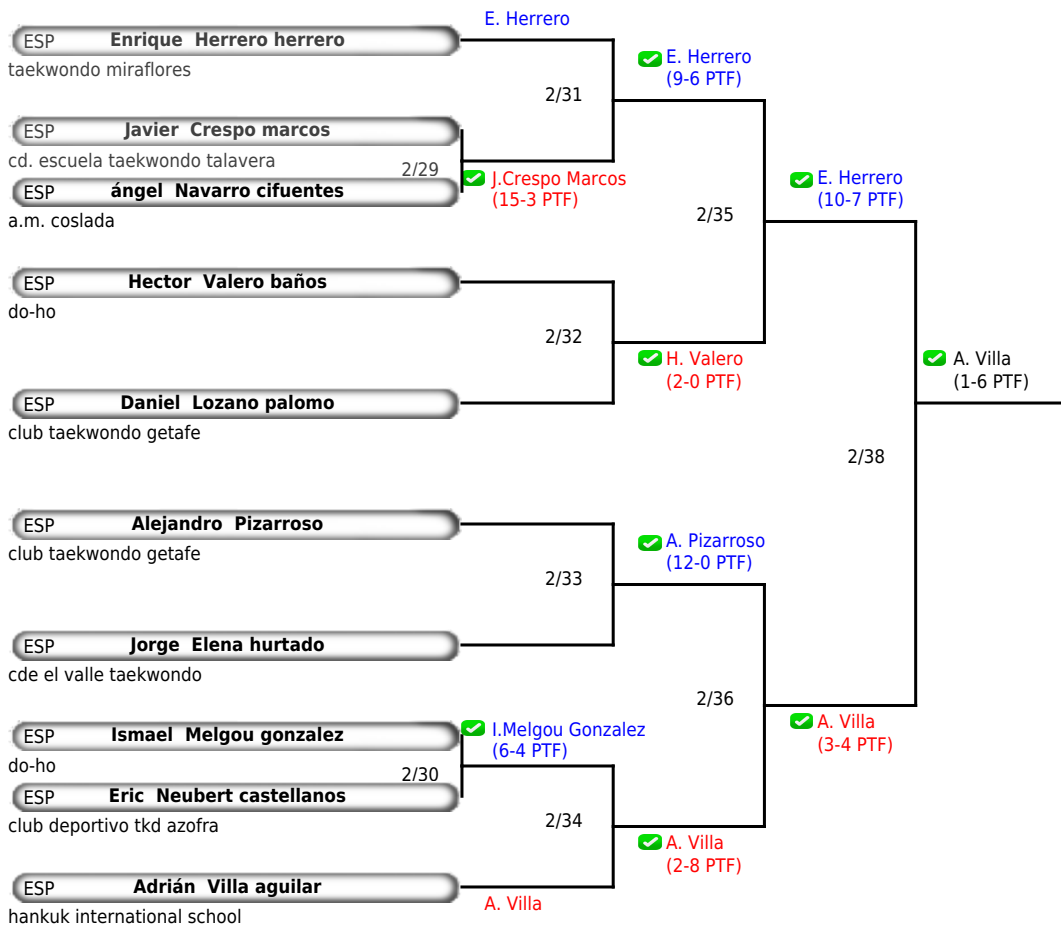 E. Herrero
ESP Enrique Herrero herrero
taekwondo miraflores
E. Herrero
(9-6 PTF)
2/31
ESP Javier Crespo marcos
cd. escuela taekwondo talavera
2/29
J.Crespo Marcos
(15-3 PTF)
ESP ángel Navarro cifuentes
a.m. coslada
E. Herrero
(10-7 PTF)
2/35
ESP Hector Valero baños
do-ho
2/32
H. Valero
(2-0 PTF)
A. Villa
(1-6 PTF)
ESP Daniel Lozano palomo
club taekwondo getafe
2/38
ESP Alejandro Pizarroso
club taekwondo getafe
A. Pizarroso
(12-0 PTF)
2/33
ESP Jorge Elena hurtado
cde el valle taekwondo
2/36
A. Villa
(3-4 PTF)
I.Melgou Gonzalez
(6-4 PTF)
ESP Ismael Melgou gonzalez
do-ho
2/30
ESP Eric Neubert castellanos
club deportivo tkd azofra
2/34
A. Villa
(2-8 PTF)
ESP Adrián Villa aguilar
hankuk international school
A. Villa